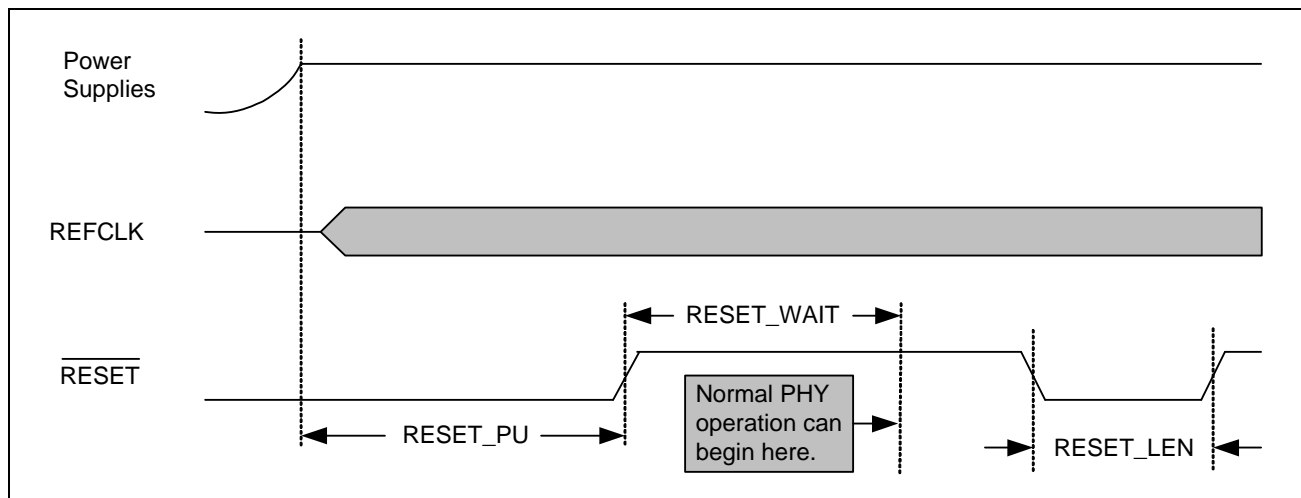 Power
Supplies
REFCLK
RESET_WAIT
RESET
Normal PHY
operation can
begin here.
RESET_PU
RESET_LEN